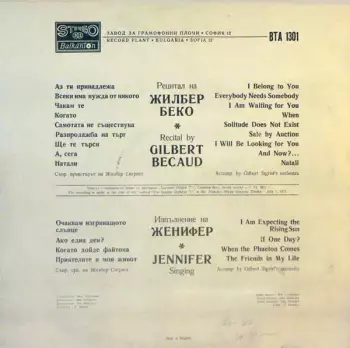 STEREO
Balkanton
ЗАВОД ЗА ГРАМОФОННИ ПЛОЧИ • СОФИЯ 12
RECORD PLANT • BULGARIA • SOFIA 12
ВТА 1301
Рецитал на
ЖИЛБЕР
БЕКО
*
Recital by
GILBERT
BECAUD
Аз ти принадлежа
Всеки има нужда от някого
Чакам те
Когато
Самотата не съществува
Разпродажба на търг
Ще те търся
А, сега
Натали
I Belong to You
Everybody Needs Somebody
I Am Waiting for You
When
Solitude Does Not Exist
Sale by Auction
I Will Be Looking for You
And Now?...
Natali
Изпълнение на
ЖЕНИФЕР
*
JENNIFER
Singing
Очаквам изгряващото
слънце
Ако един ден?
Когато дойде файтона
Приятелите в моя живот
I Am Expecting the
Rising Sun
If One Day?
When the Phaeton Comes
The Friends in My Life